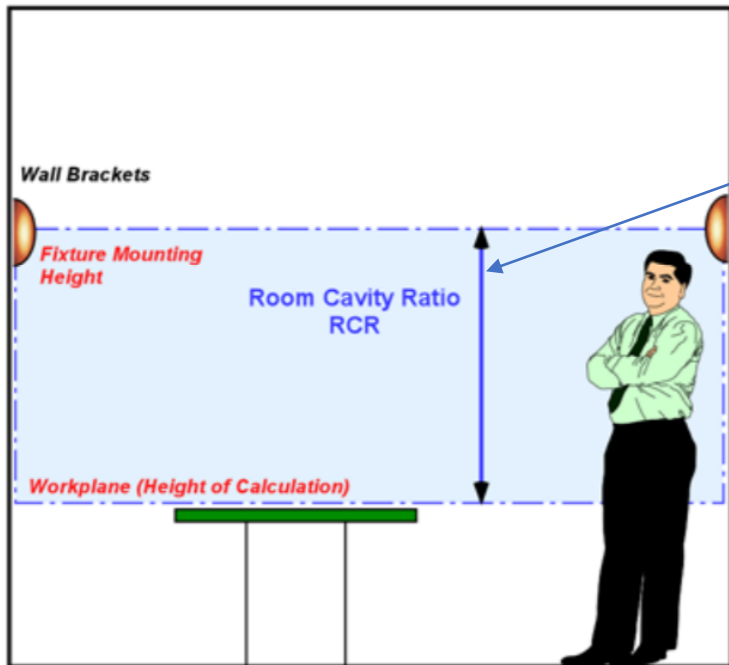 Wall Brackets
Fixture Mounting
Height
Room Cavity Ratio
RCR
Workplane (Height of Calculation)